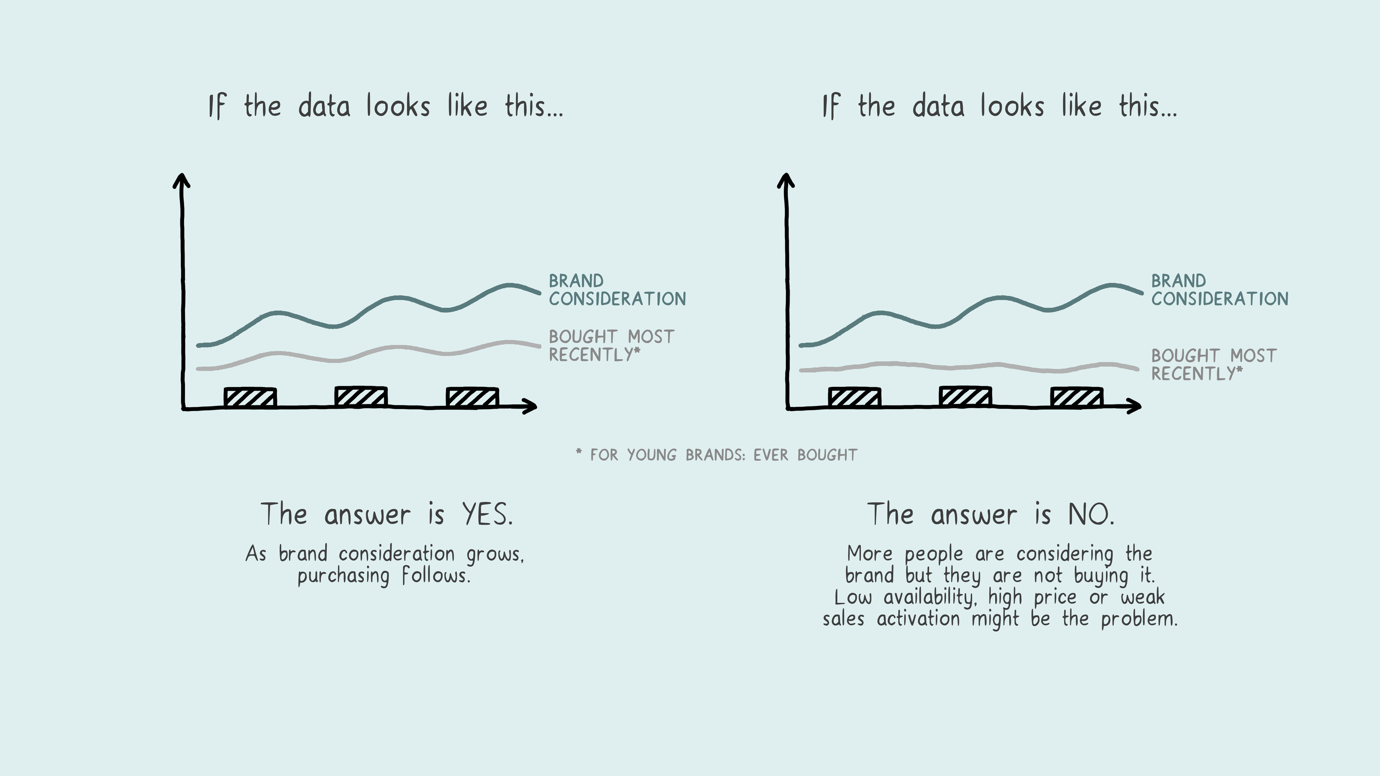 If the data looks like this...
BRAND
CONSIDERATION
BOUGHT MOST
RECENTLY*
The answer is YES.
As brand consideration grows,
purchasing follows.
If the data looks like this...
BRAND
CONSIDERATION
BOUGHT MOST
RECENTLY*
* FOR YOUNG BRANDS: EVER BOUGHT
The answer is NO.
More people are considering the
brand but they are not buying it.
Low availability, high price or weak
sales activation might be the problem.